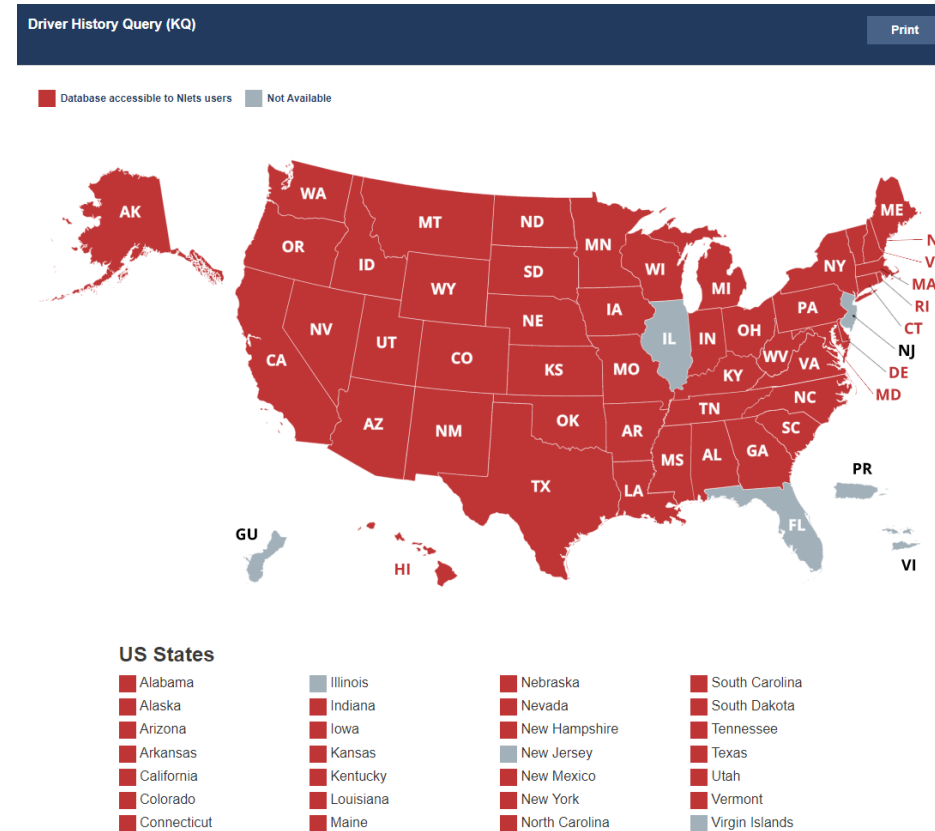 Driver History Query (KQ)
Print
Database accessible to Nlets users
Not Available
AK
WA
OR
CA
ID
NV
MT
WY
UT
AZ
CO
NM
ND
SD
NE
KS
OK
TX
MN
IA
MO
AR
LA
WI
IL
MI
IN
OH
KY
TN
MS
AL
GA
FL
SC
NC
VA
WV
PA
NY
ME
N
V
MA
RI
CT
NJ
DE
MD
PR
VI
GU
HI
US States
Alabama
Alaska
Arizona
Arkansas
California
Colorado
Connecticut
Illinois
Indiana
Iowa
Kansas
Kentucky
Louisiana
Maine
Nebraska
Nevada
New Hampshire
New Jersey
New Mexico
New York
North Carolina
South Carolina
South Dakota
Tennessee
Texas
Utah
Vermont
Virgin Islands